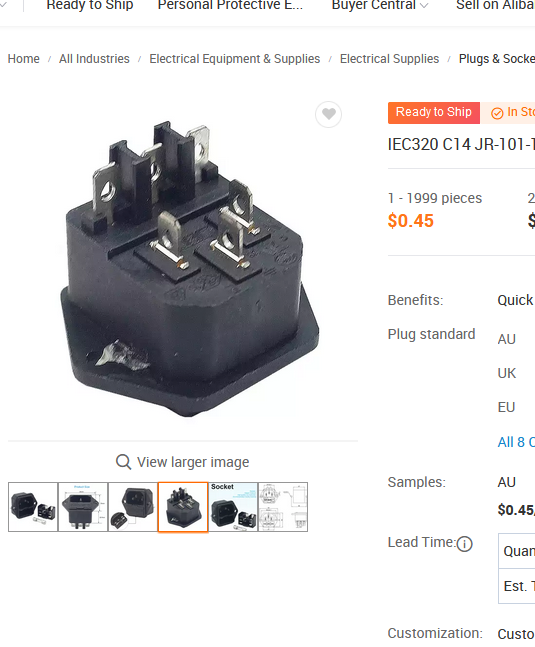 Ready to Ship
Personal Protective E...
Buyer Central
Sell on Aliba
Home / All Industries / Electrical Equipment & Supplies / Electrical Supplies / Plugs & Socke
Ready to Ship
In Sto
IEC320 C14 JR-101-1
1 - 1999 pieces
2
$0.45
$
Benefits:
Quick
Plug standard
AU
UK
EU
All 8 O
View larger image
Socket
Samples:
AU
$0.45/
Lead Time:
Quan
Est. T
Customization:
Custo